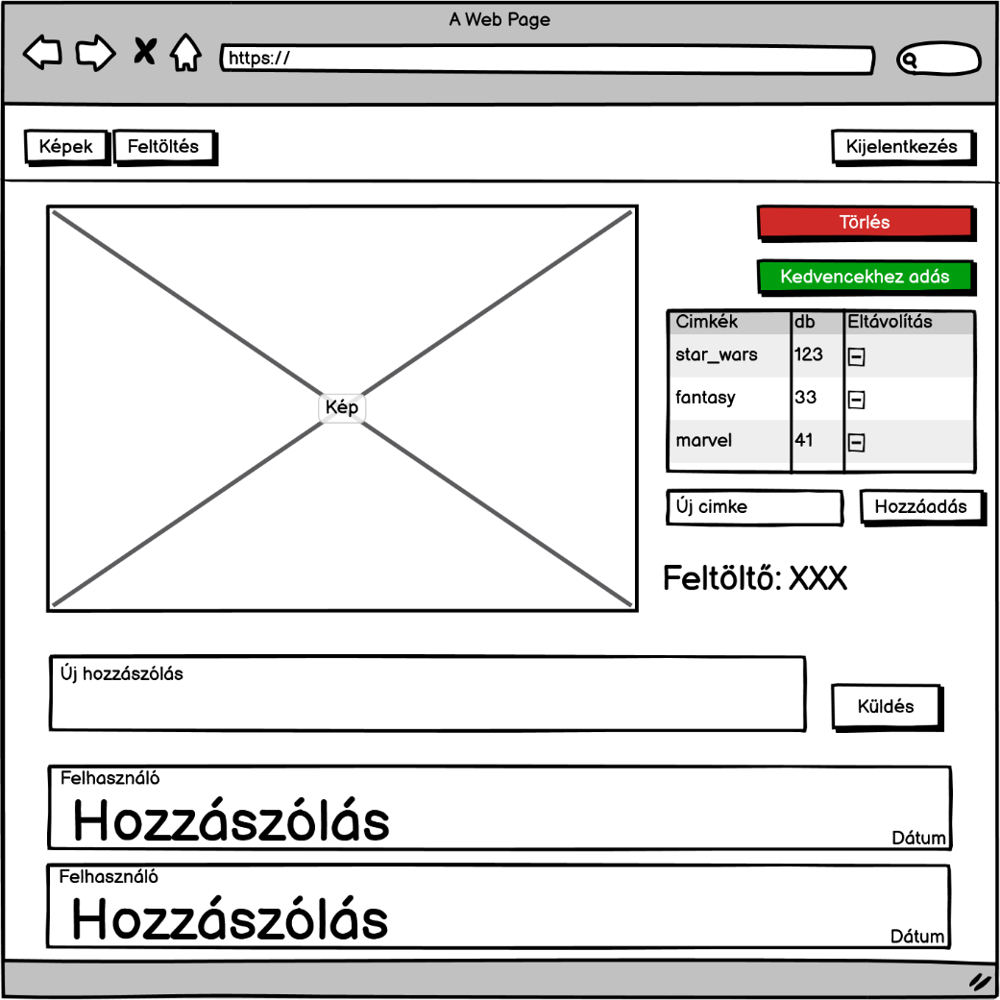 A Web Page
https://
Képek Feltöltés Kijelentkezés
Törlés
Kedvencekhez adás
Kép
Cimkék db Eltávolítás
star_wars 123
fantasy 33
marvel 41
Új cimke Hozzáadás
Feltöltő: XXX
Új hozzászólás
Küldés
Felhasználó
Hozzászólás
Dátum
Felhasználó
Hozzászólás
Dátum